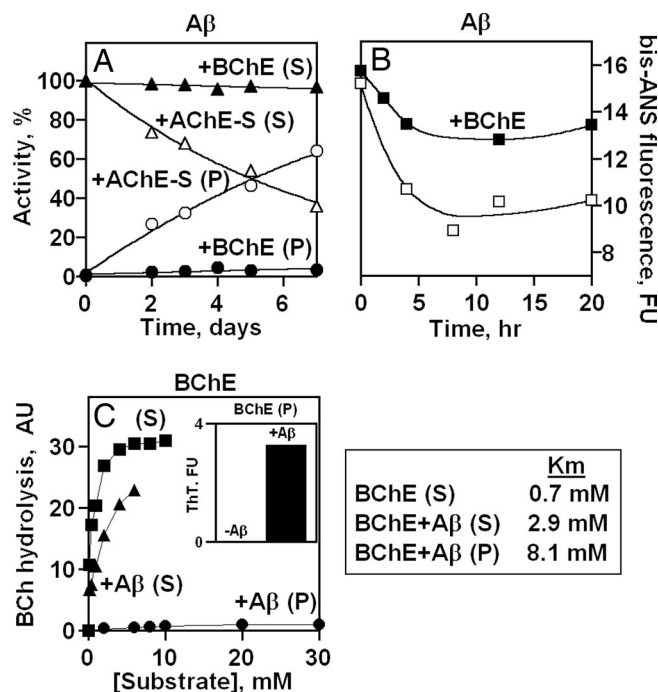 Aβ
A
+BChE (S)
+AChE-S (S)
+AChE-S (P)
+BChE (P)
Activity, %
100
80
60
40
20
0
0 2 4 6
Time, days
Aβ
B
+BChE
bis-ANS fluorescence, FU
16
14
12
10
8
0 5 10 15 20
Time, hr
BChE
C
(S)
+Aβ (S)
+Aβ (P)
BCh hydrolysis, AU
30
20
10
0
0 10 20 30
[Substrate], mM
BChE (P)
ThT. FU
4
0
-Aβ
+Aβ
Km
BChE (S) 0.7 mM
BChE+Aβ (S) 2.9 mM
BChE+Aβ (P) 8.1 mM